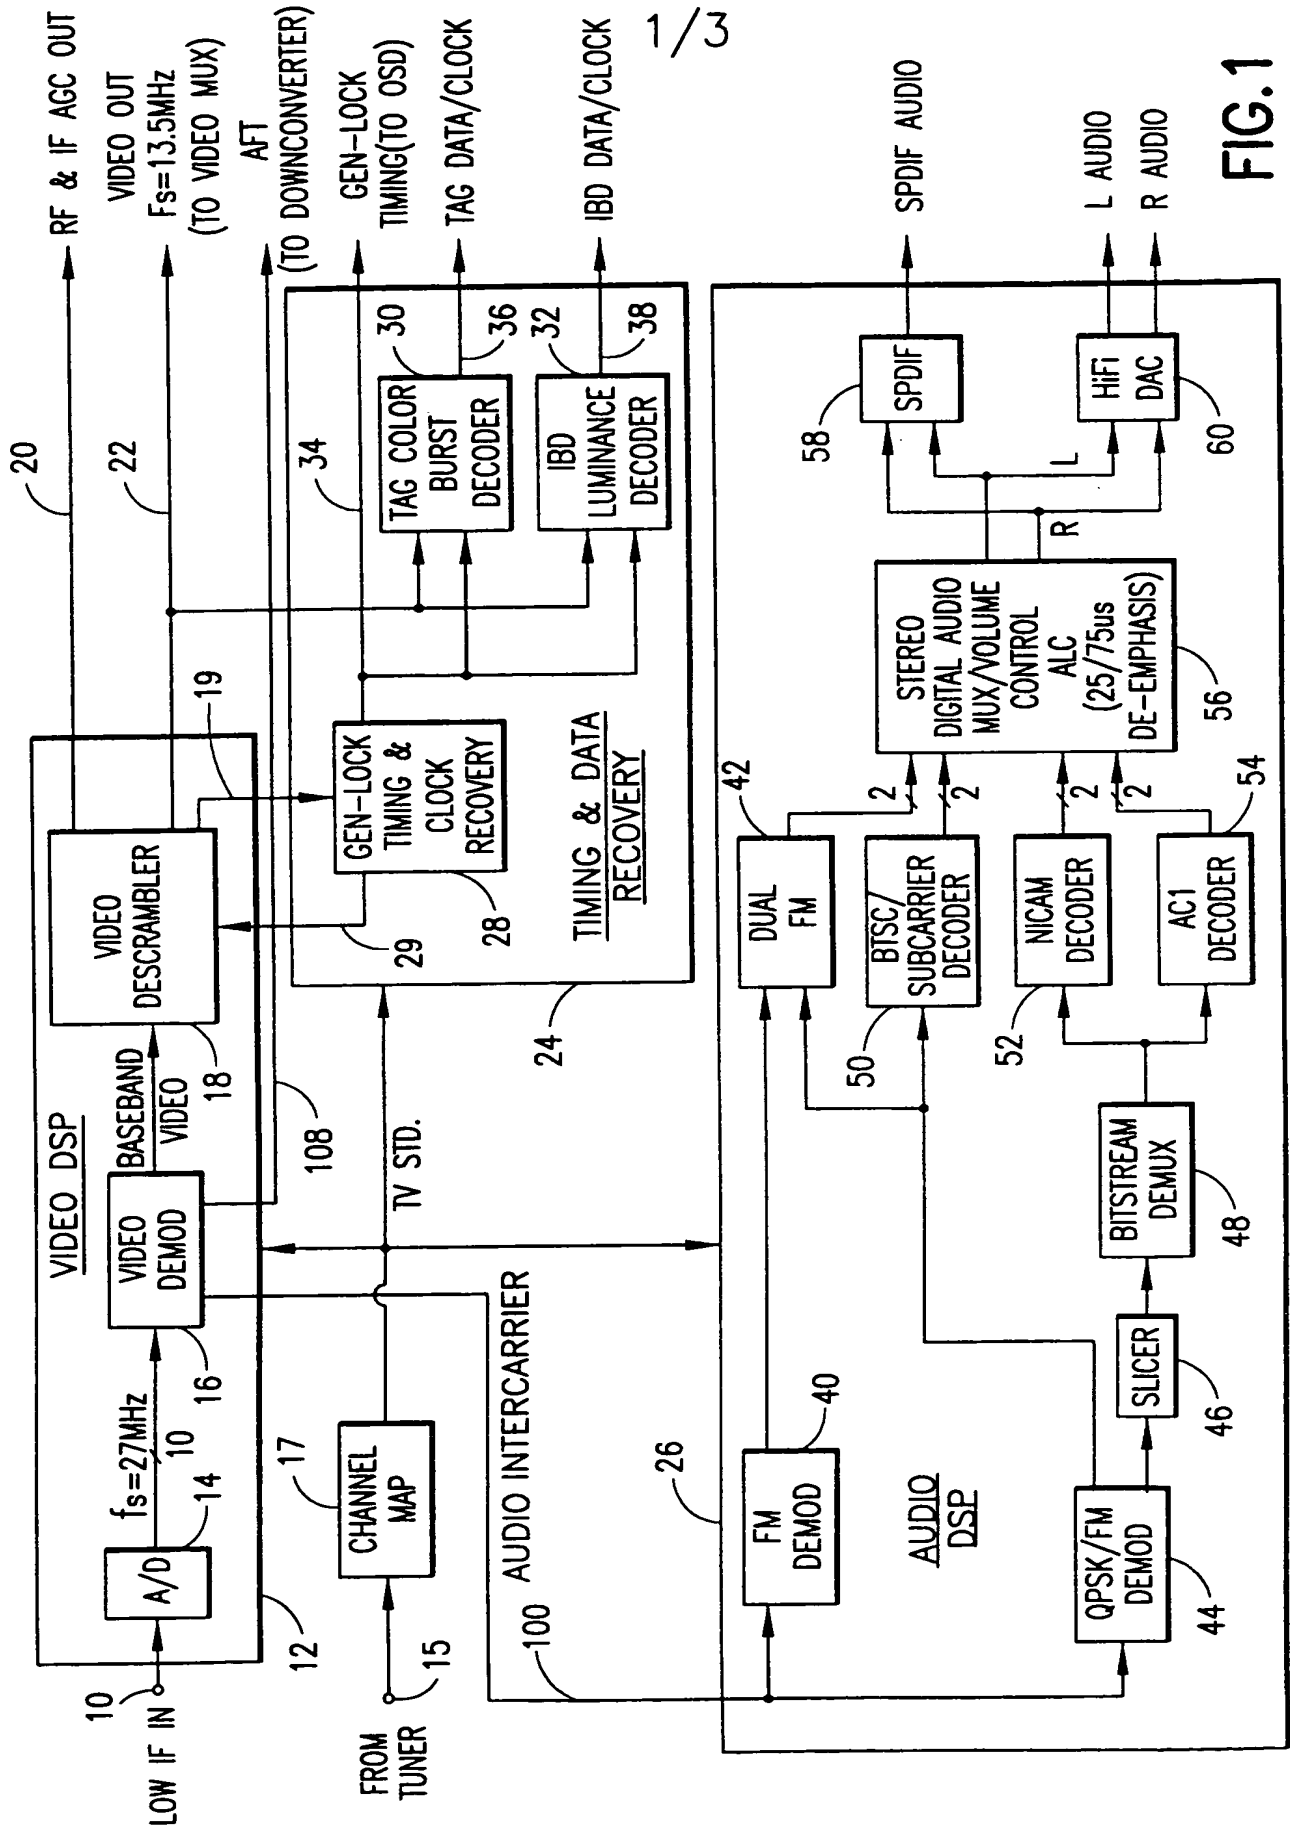 1/3
RF & IF AGC OUT
VIDEO OUT
Fs=13.5MHz
(TO VIDEO MUX)
AFT
(TO DOWNCONVERTER)
GEN-LOCK
TIMING(TO OSD)
TAG DATA/CLOCK
IBD DATA/CLOCK
SPDIF AUDIO
L AUDIO
R AUDIO
20
22
VIDEO DSP
LOW IF IN
10
12
A/D
14
fs=27MHz
10
VIDEO
DEMOD
16
BASEBAND
VIDEO
VIDEO
DESCRAMBLER
18
19
108
FROM
TUNER
15
CHANNEL
MAP
17
TV STD.
AUDIO INTERCARRIER
100
24
TIMING & DATA
RECOVERY
GEN-LOCK
TIMING &
CLOCK
RECOVERY
28
29
34
TAG COLOR
BURST
DECODER
30
36
IBD
LUMINANCE
DECODER
32
38
26
AUDIO
DSP
FM
DEMOD
40
DUAL
FM
42
QPSK/FM
DEMOD
44
SLICER
46
BITSTREAM
DEMUX
48
BTSC/
SUBCARRIER
DECODER
50
NICAM
DECODER
52
AC1
DECODER
54
2
2
2
2
STEREO
DIGITAL AUDIO
MUX/VOLUME
CONTROL
ALC
(25/75us
DE-EMPHASIS)
56
L
R
SPDIF
58
HiFi
DAC
60
FIG.1